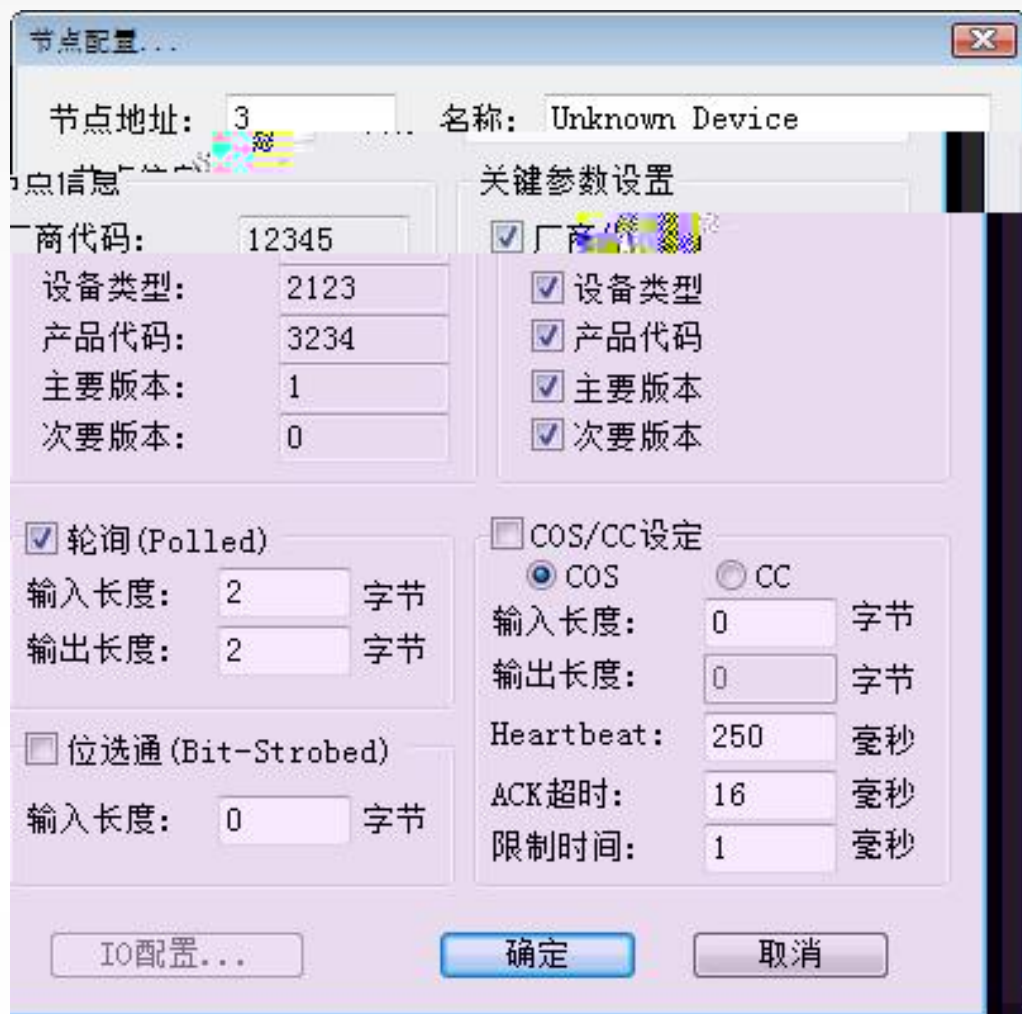 节点配置...
节点地址: 3 名称: Unknown Device
点信息 关键参数设置
厂商代码: 12345 厂商
设备类型: 2123 设备类型
产品代码: 3234 产品代码
主要版本: 1 主要版本
次要版本: 0 次要版本
轮询(Polled) COS/CC设定
COS CC
输入长度: 2 字节 输入长度: 0 字节
输出长度: 2 字节 输出长度: 0 字节
位选通(Bit-Strobed) Heartbeat: 250 毫秒
输入长度: 0 字节 ACK超时: 16 毫秒
限制时间: 1 毫秒
IO配置... 确定 取消